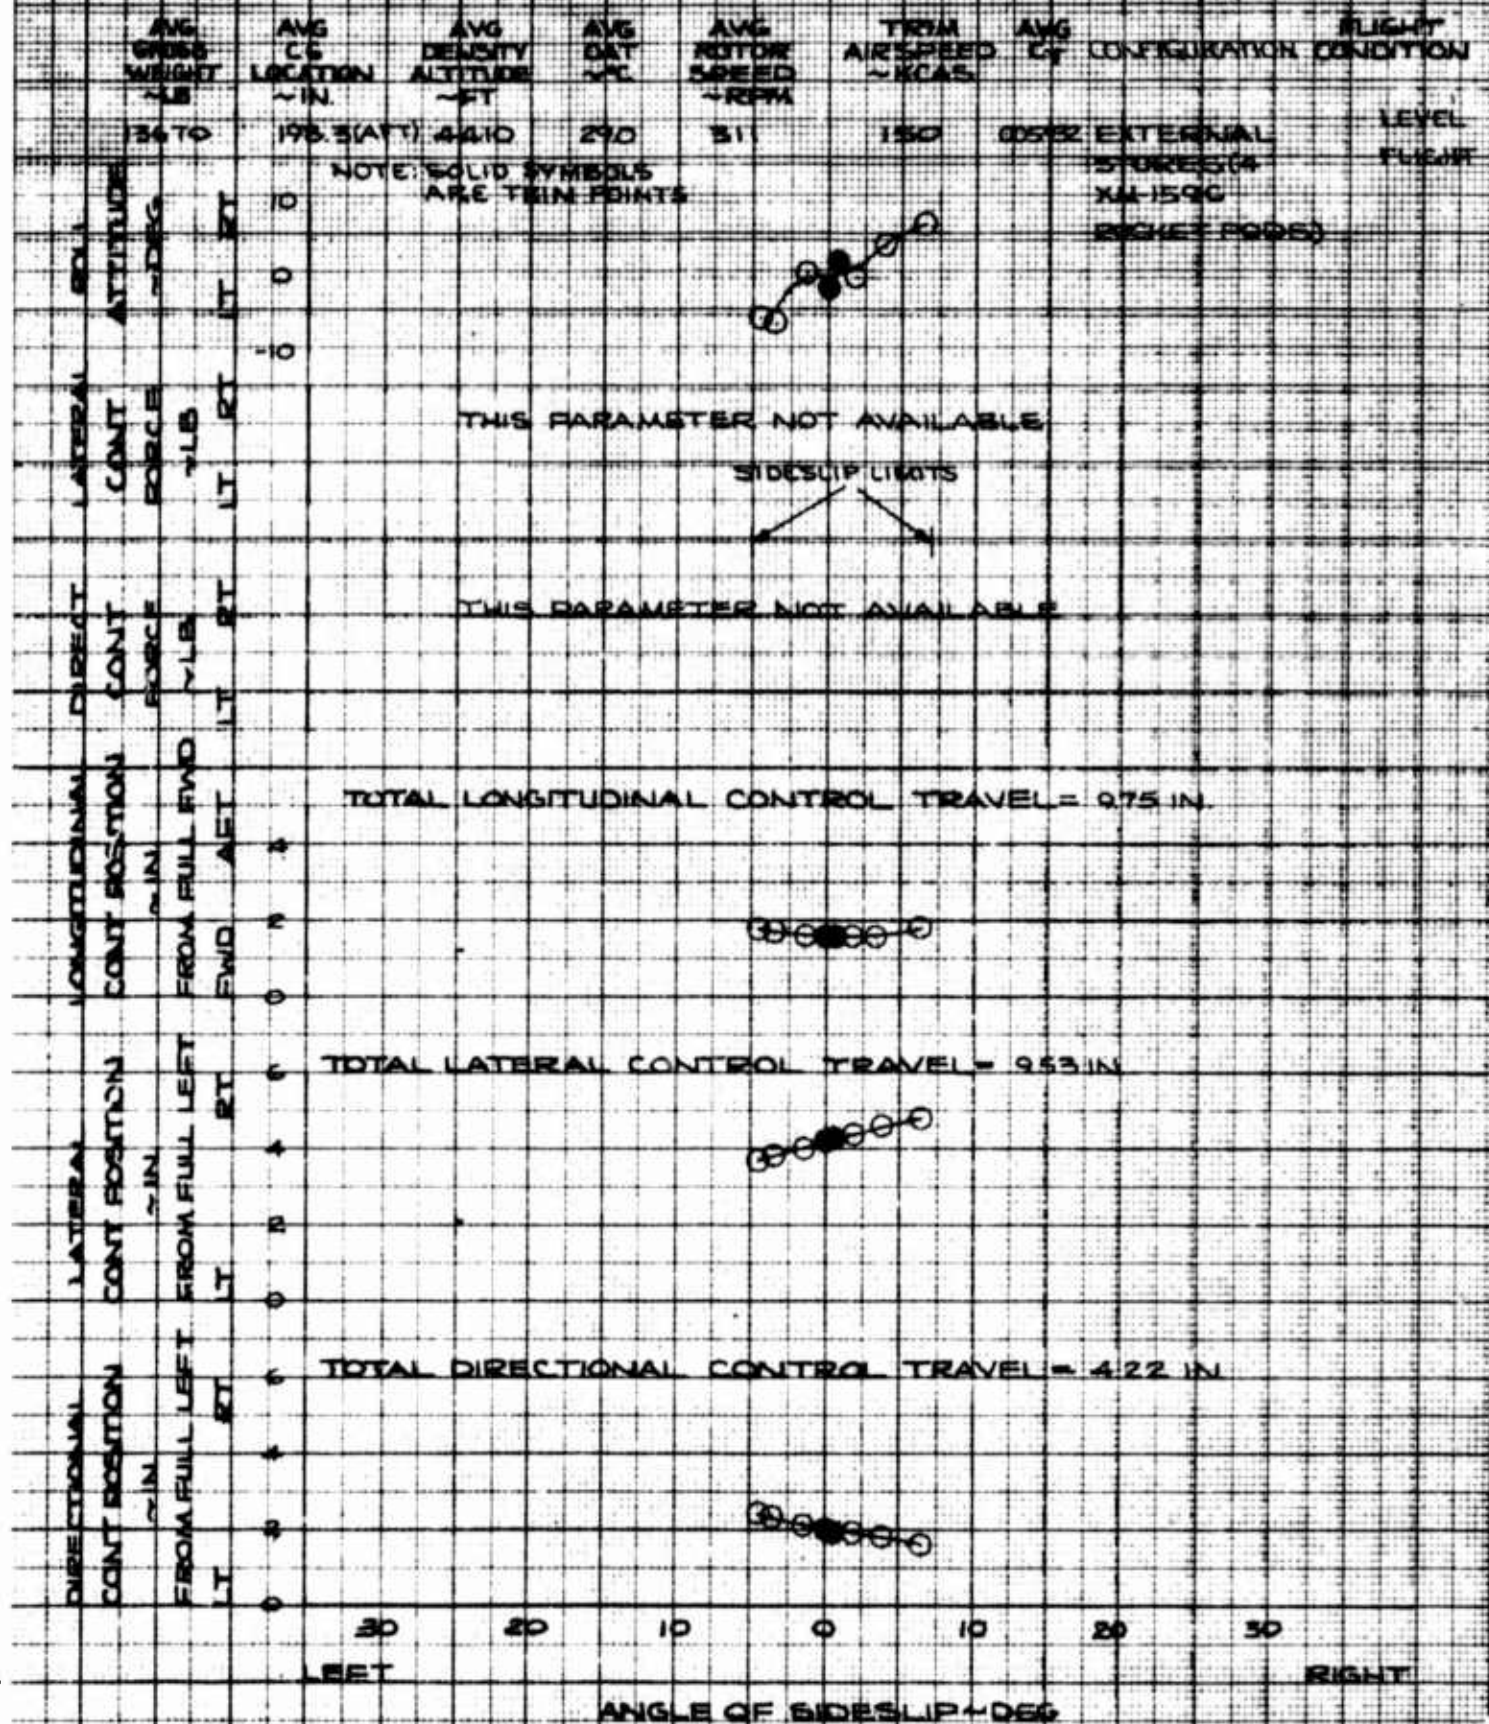 AVG GROSS WEIGHT ~LB
AVG CG LOCATION ~IN.
AVG DENSITY ALTITUDE ~FT
AVG OAT ~°C
AVG ROTOR SPEED ~RPM
TRIM AIRSPEED ~KCAS
AVG CT
CONFIGURATION
FLIGHT CONDITION
13670
198.3(AFT)
4410
29.0
311
150
EXTERNAL
STORES (4
XM-159C
ROCKET PODS)
LEVEL
FLIGHT
NOTE: SOLID SYMBOLS
ARE TRIM POINTS
ROLL
ATTITUDE
~DEG
LT RT
10
0
-10
LATERAL
CONT
FORCE
~LB
LT RT
THIS PARAMETER NOT AVAILABLE
SIDESLIP LIMITS
DIRECT
CONT
FORCE
~LB
LT RT
THIS PARAMETER NOT AVAILABLE
LONGITUDINAL
CONT POSITION
~IN
FROM FULL FWD
FWD AFT
TOTAL LONGITUDINAL CONTROL TRAVEL = 9.75 IN.
4
2
0
LATERAL
CONT POSITION
~IN
FROM FULL LEFT
LT RT
TOTAL LATERAL CONTROL TRAVEL = 9.53 IN
6
4
2
0
DIRECTIONAL
CONT POSITION
~IN
FROM FULL LEFT
LT RT
TOTAL DIRECTIONAL CONTROL TRAVEL = 4.22 IN
6
4
2
0
30 20 10 0 10 20 30
LEFT RIGHT
ANGLE OF SIDESLIP ~ DEG